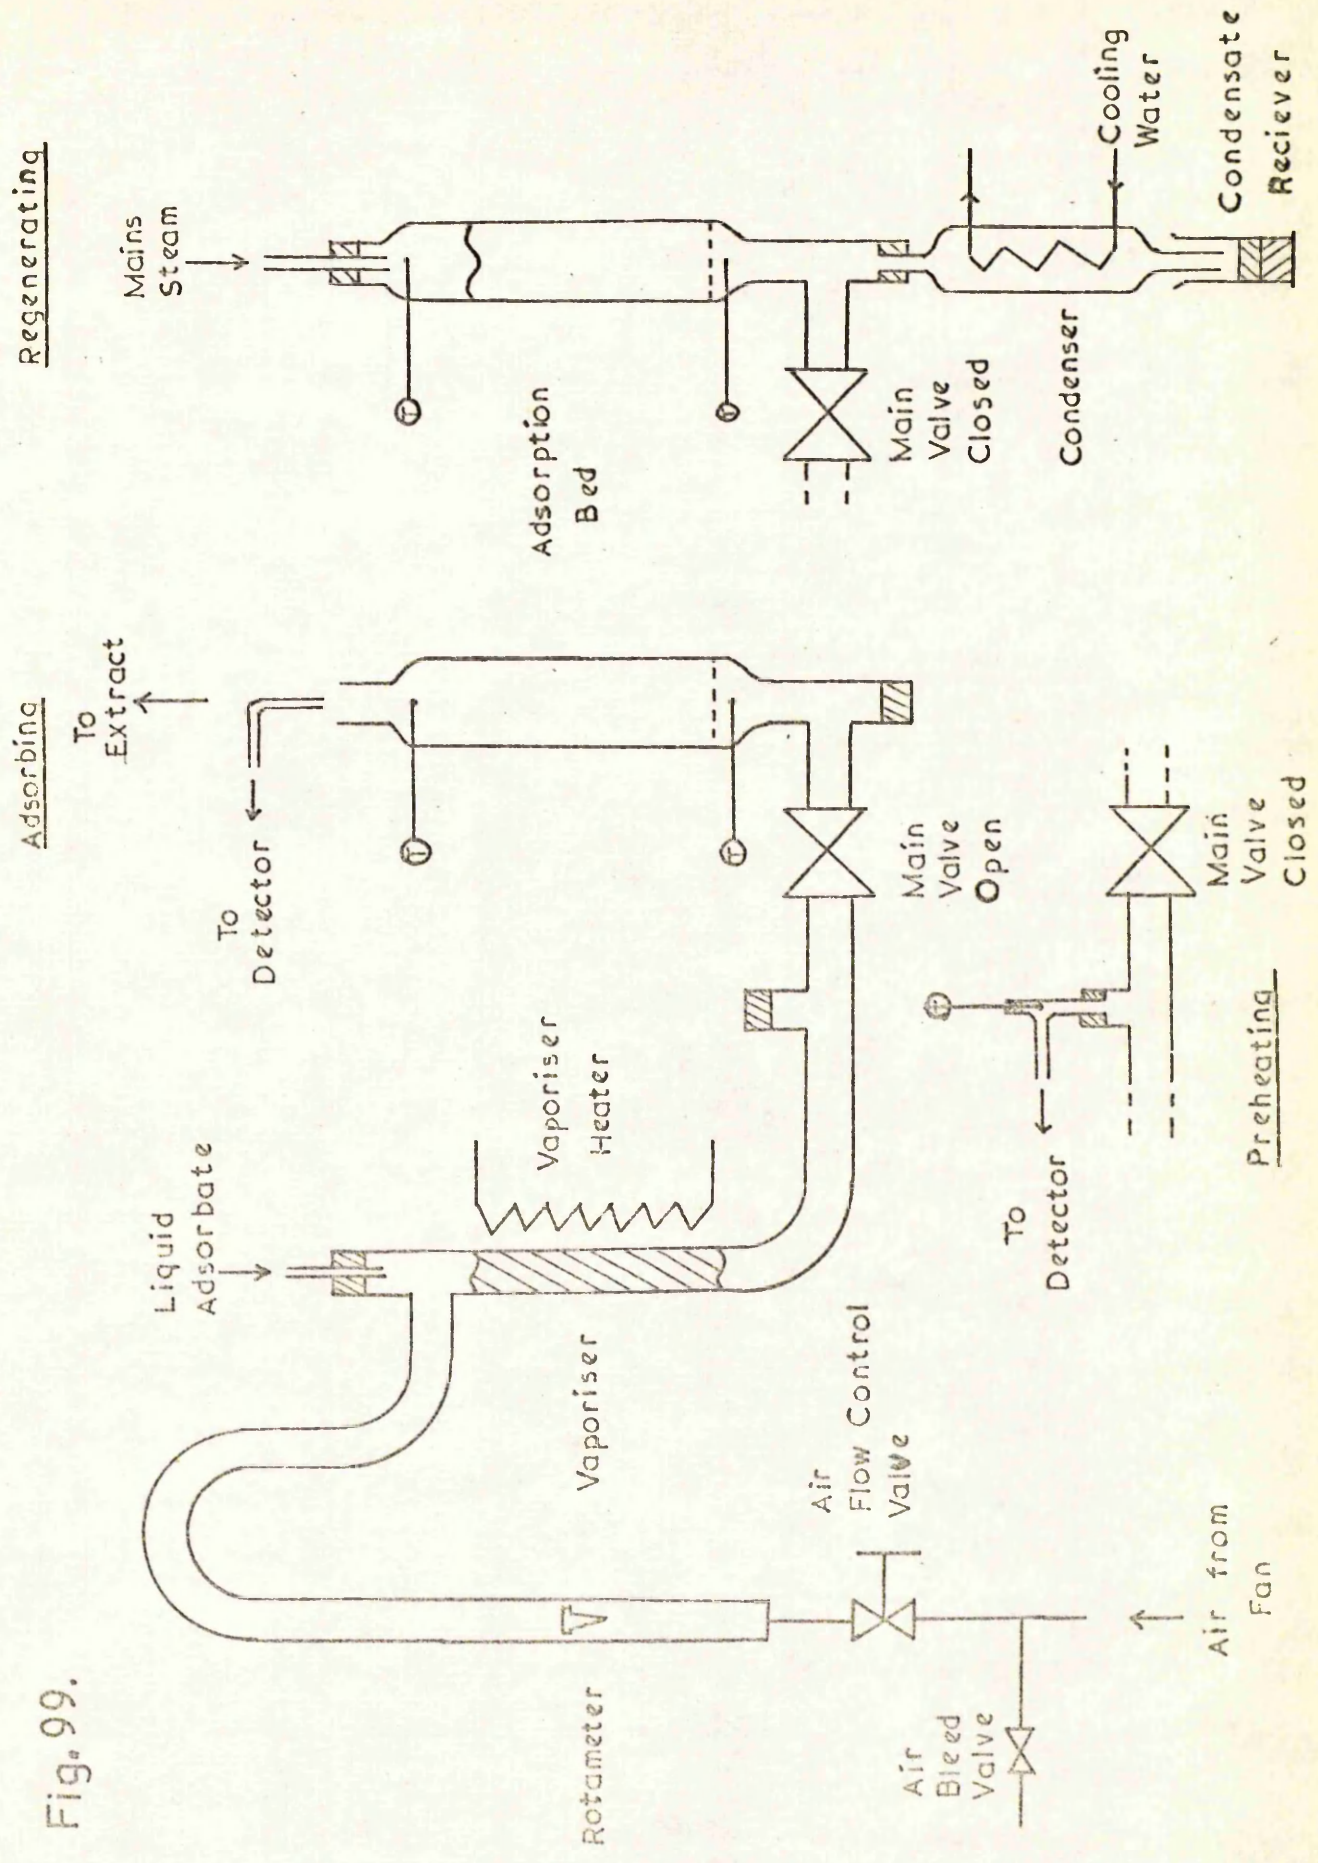 Fig. 99.
Adsorbing
Regenerating
To
Extract
Mains
Steam
Liquid
Adsorbate
To
Detector
Rotameter
Vaporiser
Vaporiser
Heater
Adsorption
Bed
T
T
T
T
Air
Flow Control
Valve
Air
Bleed
Valve
Air from
Fan
Main
Valve
Open
Main
Valve
Closed
Condenser
Cooling
Water
Condensate
Reciever
T
To
Detector
Main
Valve
Closed
Preheating